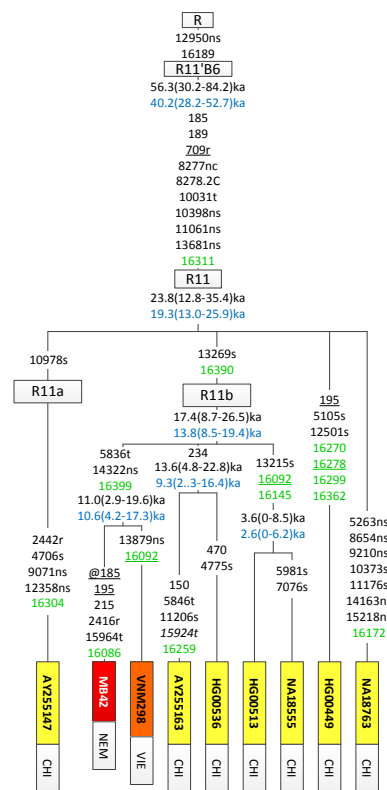 R
12950ns
16189
R11'B6
56.3(30.2-84.2)ka
40.2(28.2-52.7)ka
185
189
709r
8277nc
8278.2C
10031t
10398ns
11061ns
13681ns
16311
R11
23.8(12.8-35.4)ka
19.3(13.0-25.9)ka
10978s
R11a
2442r
4706s
9071ns
12358ns
16304
13269s
16390
R11b
17.4(8.7-26.5)ka
13.8(8.5-19.4)ka
5836t
14322ns
16399
11.0(2.9-19.6)ka
10.6(4.2-17.3)ka
@185
195
215
2416r
15964t
16086
13879ns
16092
234
13.6(4.8-22.8)ka
9.3(2..3-16.4)ka
150
5846t
11206s
15924t
16259
470
4775s
13215s
16092
16145
3.6(0-8.5)ka
2.6(0-6.2)ka
5981s
7076s
195
5105s
12501s
16270
16278
16299
16362
5263ns
8654ns
9210ns
10373s
11176s
14163n
15218n
16172
AY255147
MB42
VNM298
AY255163
HG00536
HG00513
NA18555
HG00449
NA18763
CHI
NEM
VIE
CHI
CHI
CHI
CHI
CHI
CHI